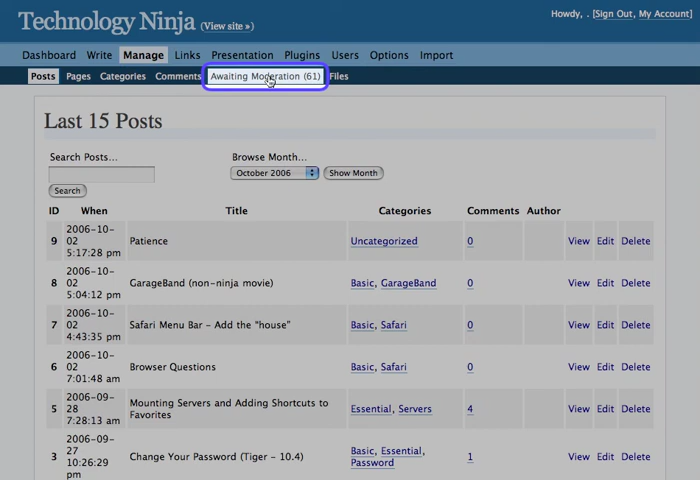 Technology Ninja (View site »)
Howdy, . [Sign Out, My Account]
Dashboard Write Manage Links Presentation Plugins Users Options Import
Posts Pages Categories Comments Awaiting Moderation (61) Files
Last 15 Posts
Search Posts...
Browse Month...
October 2006
Show Month
Search
ID When Title Categories Comments Author
9 2006-10-02 5:17:28 pm Patience Uncategorized 0 View Edit Delete
8 2006-10-02 5:04:12 pm GarageBand (non-ninja movie) Basic, GarageBand 0 View Edit Delete
7 2006-10-02 4:43:35 pm Safari Menu Bar - Add the "house" Basic, Safari 0 View Edit Delete
6 2006-10-02 7:01:48 am Browser Questions Basic, Safari 0 View Edit Delete
5 2006-09-28 7:28:13 am Mounting Servers and Adding Shortcuts to Favorites Essential, Servers 4 View Edit Delete
3 2006-09-27 10:26:29 pm Change Your Password (Tiger - 10.4) Basic, Essential, Password 1 View Edit Delete